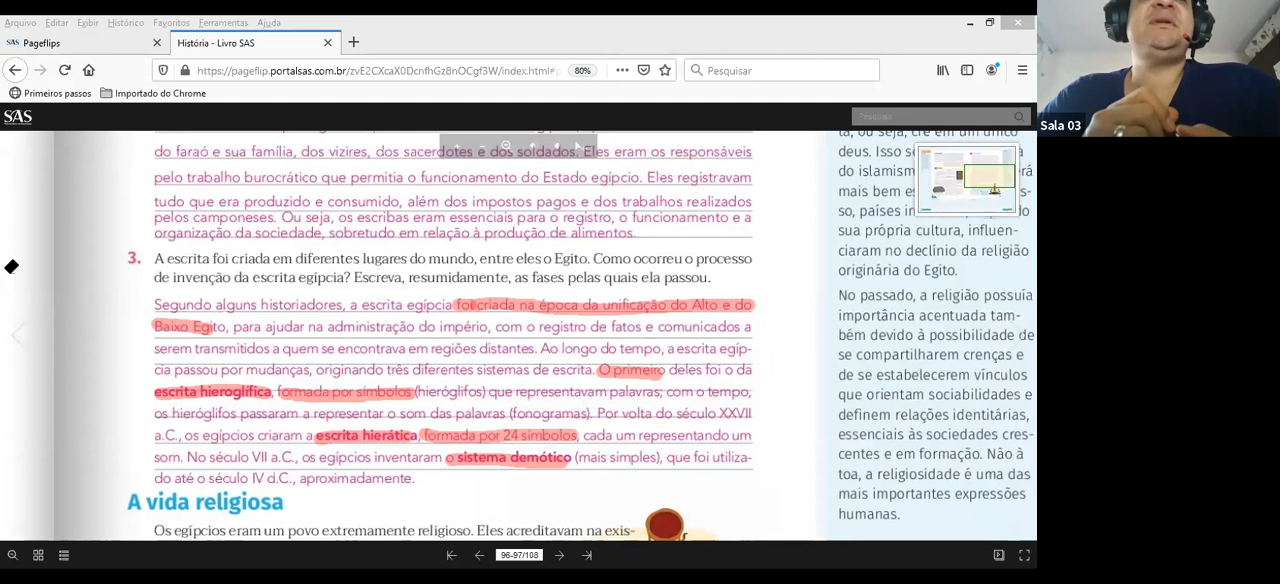 Arquivo Editar Exibir Histórico Favoritos Ferramentas Ajuda
SAS Pageflips
História - Livro SAS
80%
Pesquisar
Primeiros passos Importado do Chrome
SAS
Pesquisa
Sala 03
do faraó e sua família, dos vizires, dos sacerdotes e dos soldados. Eles eram os responsáveis
pelo trabalho burocrático que permitia o funcionamento do Estado egípcio. Eles registravam
tudo que era produzido e consumido, além dos impostos pagos e dos trabalhos realizados
pelos camponeses. Ou seja, os escribas eram essenciais para o registro, o funcionamento e a
organização da sociedade, sobretudo em relação à produção de alimentos.
3. A escrita foi criada em diferentes lugares do mundo, entre eles o Egito. Como ocorreu o processo
de invenção da escrita egípcia? Escreva, resumidamente, as fases pelas quais ela passou.
Segundo alguns historiadores, a escrita egípcia foi criada na época da unificação do Alto e do
Baixo Egito, para ajudar na administração do império, com o registro de fatos e comunicados a
serem transmitidos a quem se encontrava em regiões distantes. Ao longo do tempo, a escrita egíp-
cia passou por mudanças, originando três diferentes sistemas de escrita. O primeiro deles foi o da
escrita hieroglífica, formada por símbolos (hieróglifos) que representavam palavras; com o tempo,
os hieróglifos passaram a representar o som das palavras (fonogramas). Por volta do século XXVII
a.C., os egípcios criaram a escrita hierática, formada por 24 símbolos, cada um representando um
som. No século VII a.C., os egípcios inventaram o sistema demótico (mais simples), que foi utiliza-
do até o século IV d.C., aproximadamente.
A vida religiosa
Os egípcios eram um povo extremamente religioso. Eles acreditavam na exis-
ta, ou seja, crê em um único
deus. Isso
do islamismo
mais bem
so, países
sua própria cultura, influen-
ciaram no declínio da religião
originária do Egito.
No passado, a religião possuía
importância acentuada tam-
bém devido à possibilidade de
se compartilharem crenças e
de se estabelecerem vínculos
que orientam sociabilidades e
definem relações identitárias,
essenciais às sociedades cres-
centes e em formação. Não à
toa, a religiosidade é uma das
mais importantes expressões
humanas.
96-97/108